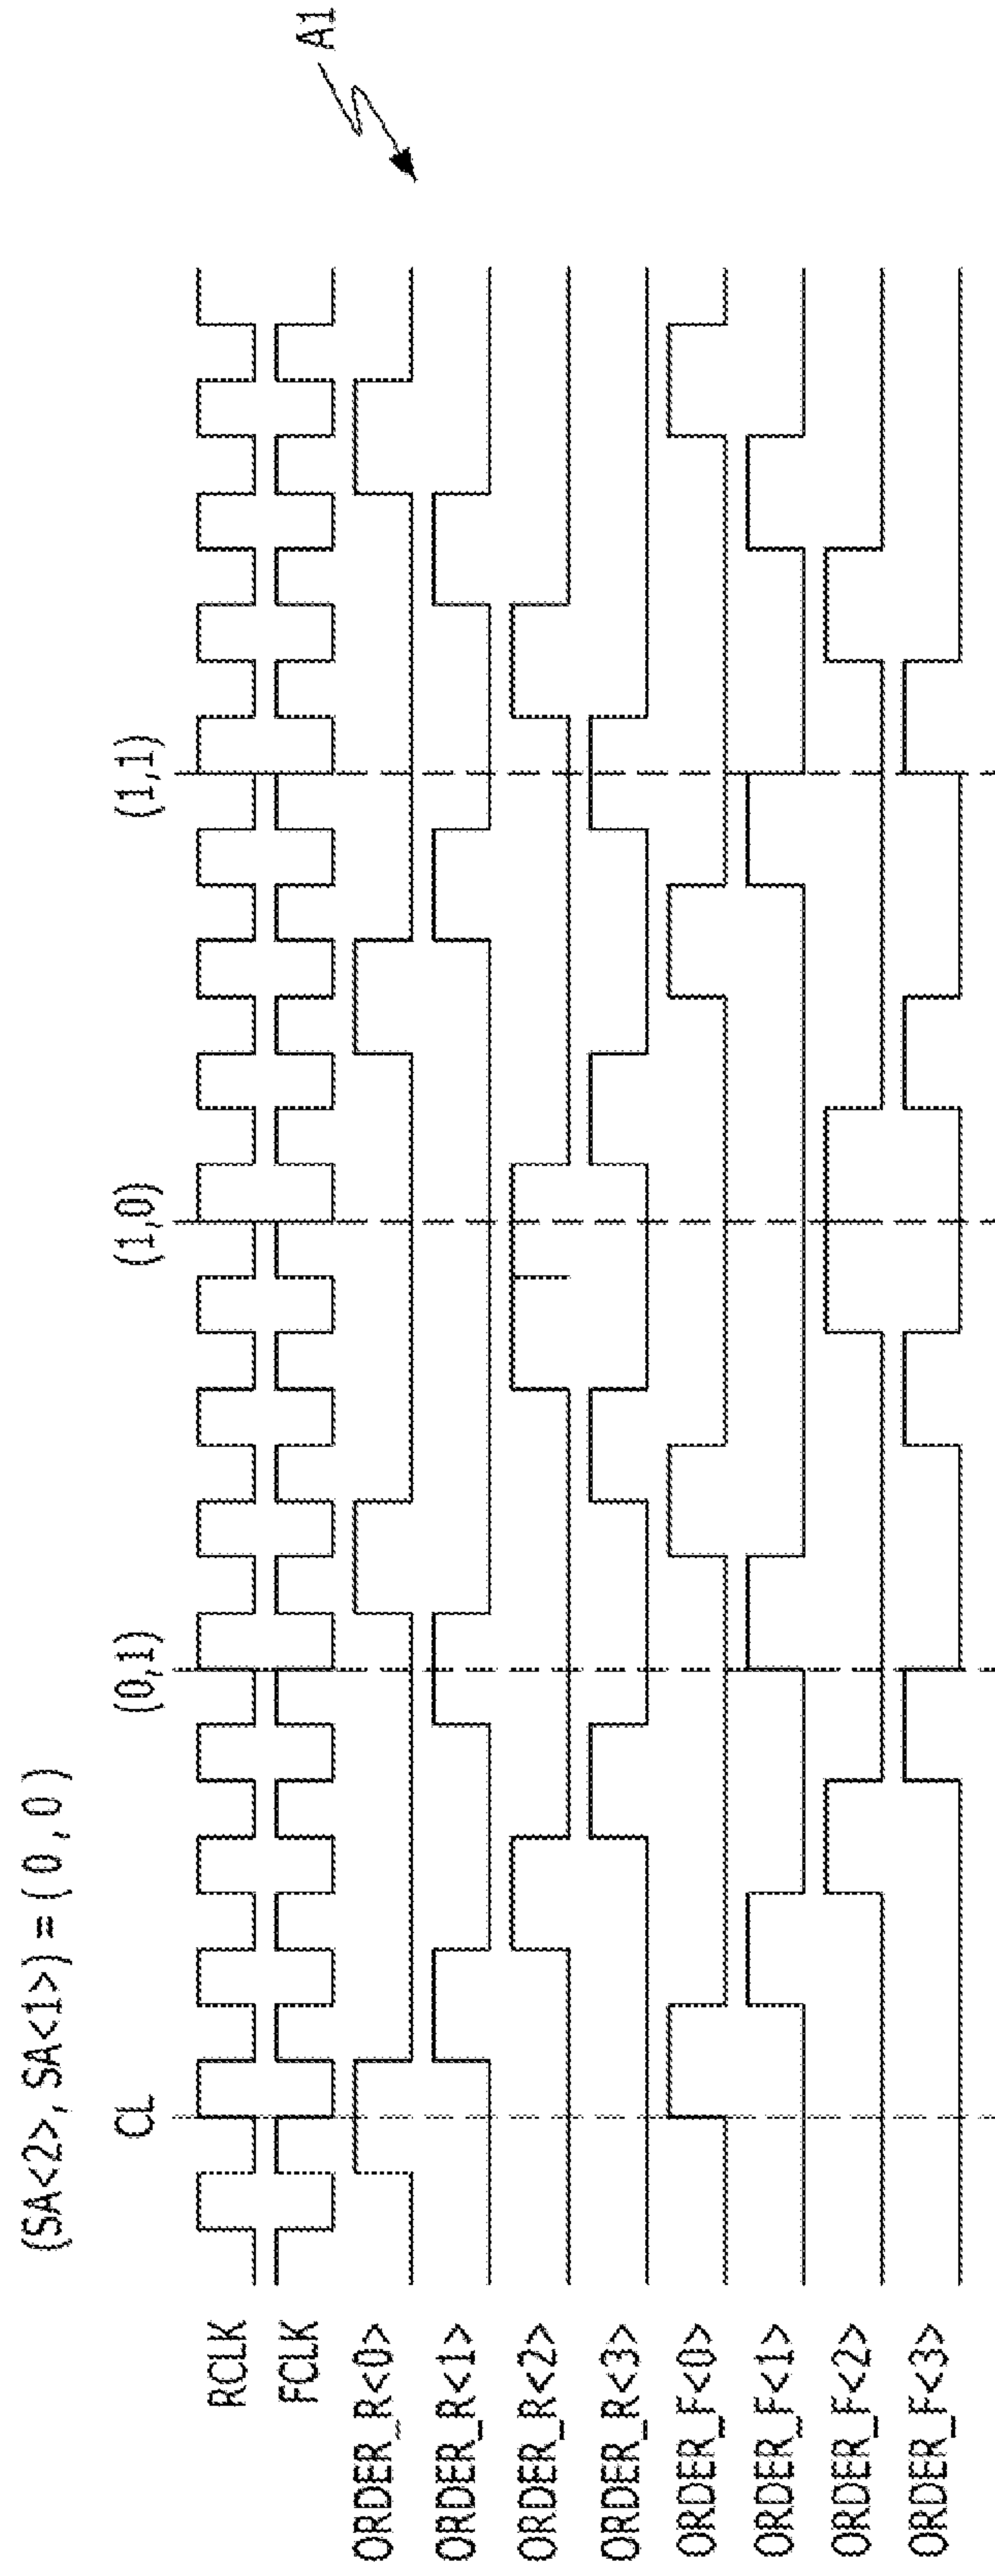 (SA<2>, SA<1>) = (0,0)
CL
(0,1)
(1,0)
(1,1)
A1
RCLK
FCLK
ORDER_R<0>
ORDER_R<1>
ORDER_R<2>
ORDER_R<3>
ORDER_F<0>
ORDER_F<1>
ORDER_F<2>
ORDER_F<3>